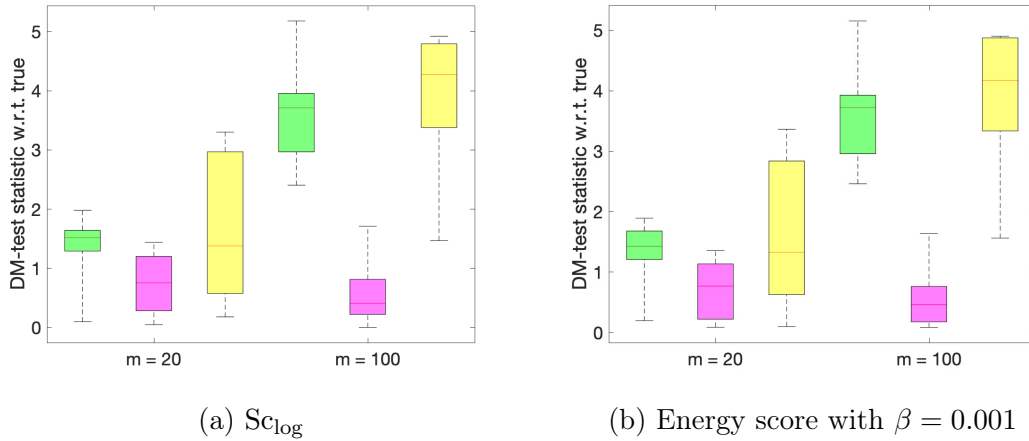 DM-test statistic w.r.t. true
5
4
3
2
1
0
m = 20
m = 100
(a) Sc_log
DM-test statistic w.r.t. true
5
4
3
2
1
0
m = 20
m = 100
(b) Energy score with β = 0.001